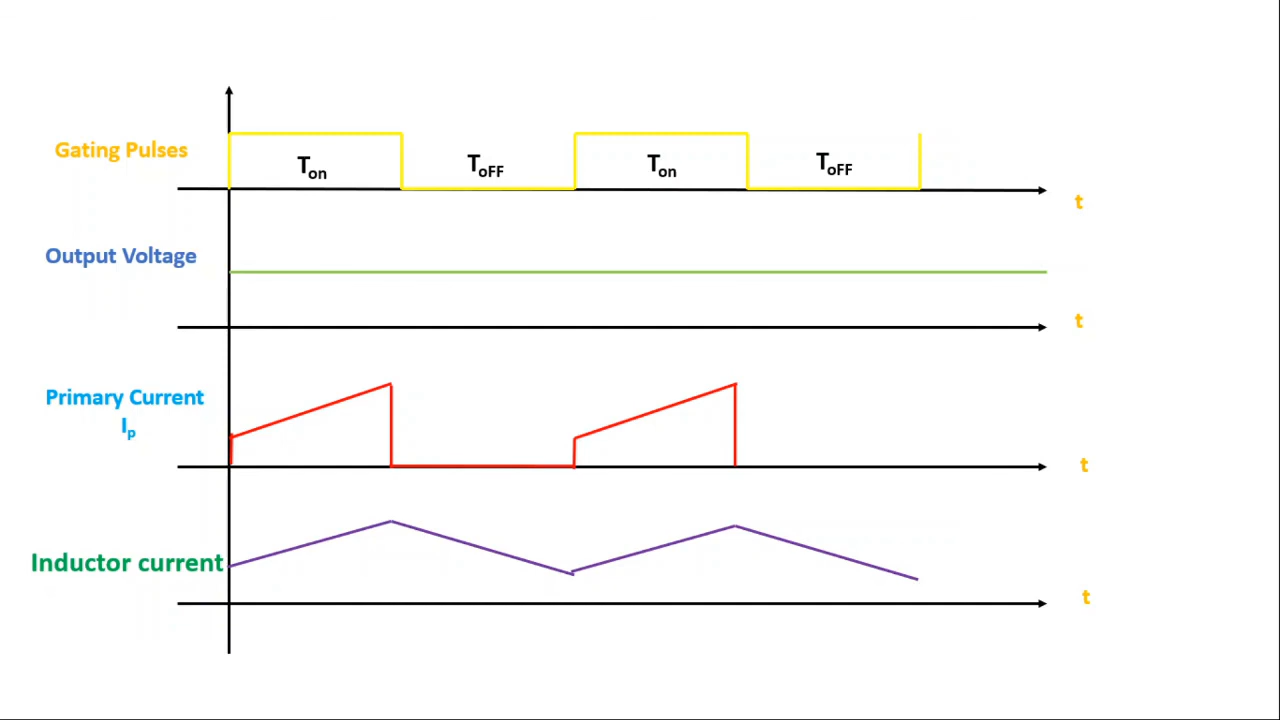 Gating Pulses
Ton
ToFF
Ton
ToFF
t
Output Voltage
t
Primary Current
Ip
t
Inductor current
t